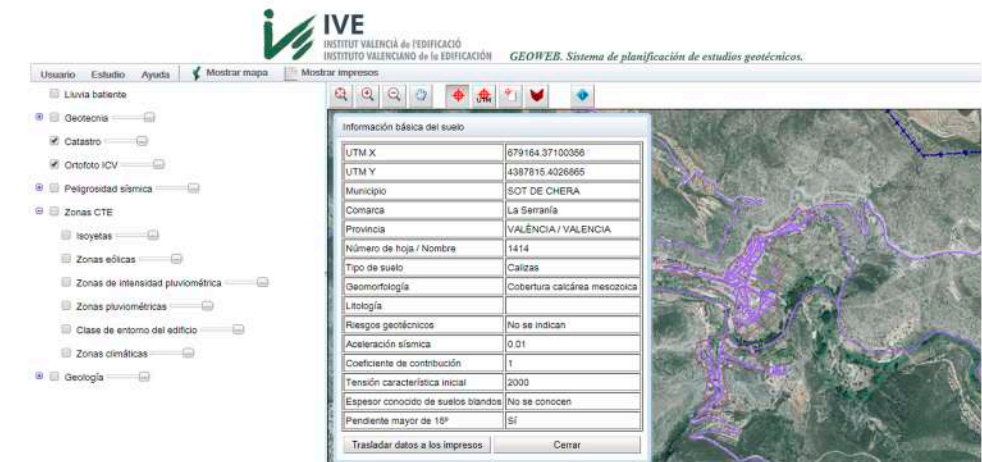 IVE
INSTITUT VALENCIÀ de l'EDIFICACIÓ
INSTITUTO VALENCIANO de la EDIFICACIÓN
GEOWEB. Sistema de planificación de estudios geotécnicos.
Usuario Estudio Ayuda Mostrar mapa Mostrar impresos
Lluvia batiente
Geotecnia
Catastro
Ortofoto ICV
Peligrosidad sísmica
Zonas CTE
Isoyetas
Zonas eólicas
Zonas de intensidad pluviométrica
Zonas pluviométricas
Clase de entorno del edificio
Zonas climáticas
Geología
UTM
Información básica del suelo
UTM X 679164.37100356
UTM Y 4387815.4026865
Municipio SOT DE CHERA
Comarca La Serranía
Provincia VALÈNCIA / VALENCIA
Número de hoja / Nombre 1414
Tipo de suelo Calizas
Geomorfología Cobertura calcárea mesozoica
Litología
Riesgos geotécnicos No se indican
Aceleración sísmica 0.01
Coeficiente de contribución 1
Tensión característica inicial 2000
Espesor conocido de suelos blandos No se conocen
Pendiente mayor de 15º Sí
Trasladar datos a los impresos Cerrar